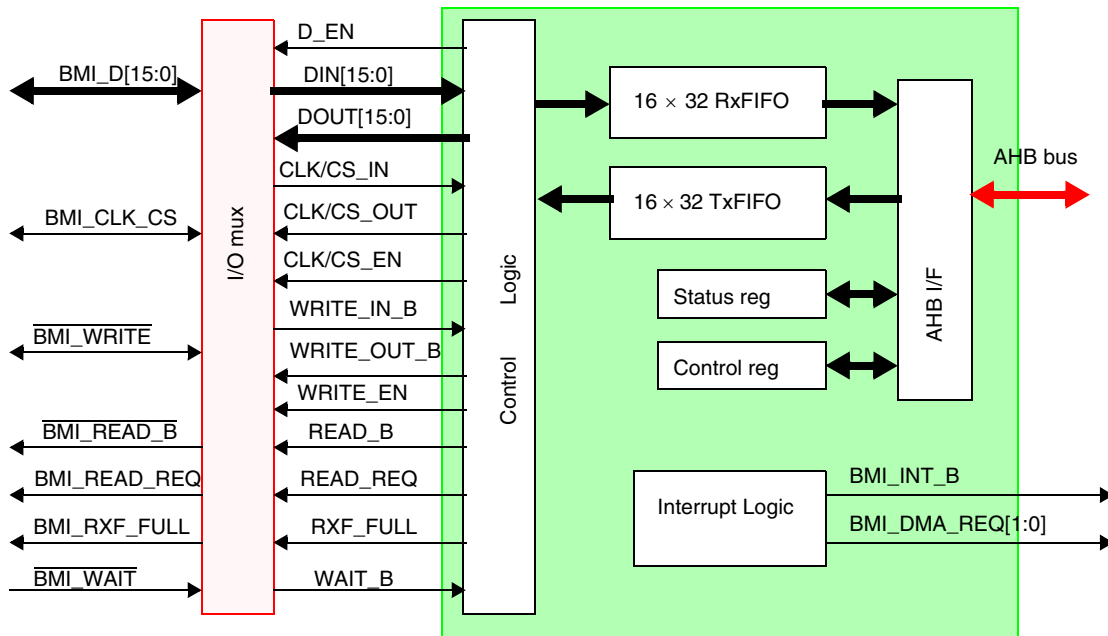 BMI_D[15:0]
BMI_CLK_CS
BMI_WRITE
BMI_READ_B
BMI_READ_REQ
BMI_RXF_FULL
BMI_WAIT
I/O mux
D_EN
DIN[15:0]
DOUT[15:0]
CLK/CS_IN
CLK/CS_OUT
CLK/CS_EN
WRITE_IN_B
WRITE_OUT_B
WRITE_EN
READ_B
READ_REQ
RXF_FULL
WAIT_B
Control Logic
16 × 32 RxFIFO
16 × 32 TxFIFO
Status reg
Control reg
AHB I/F
AHB bus
Interrupt Logic
BMI_INT_B
BMI_DMA_REQ[1:0]